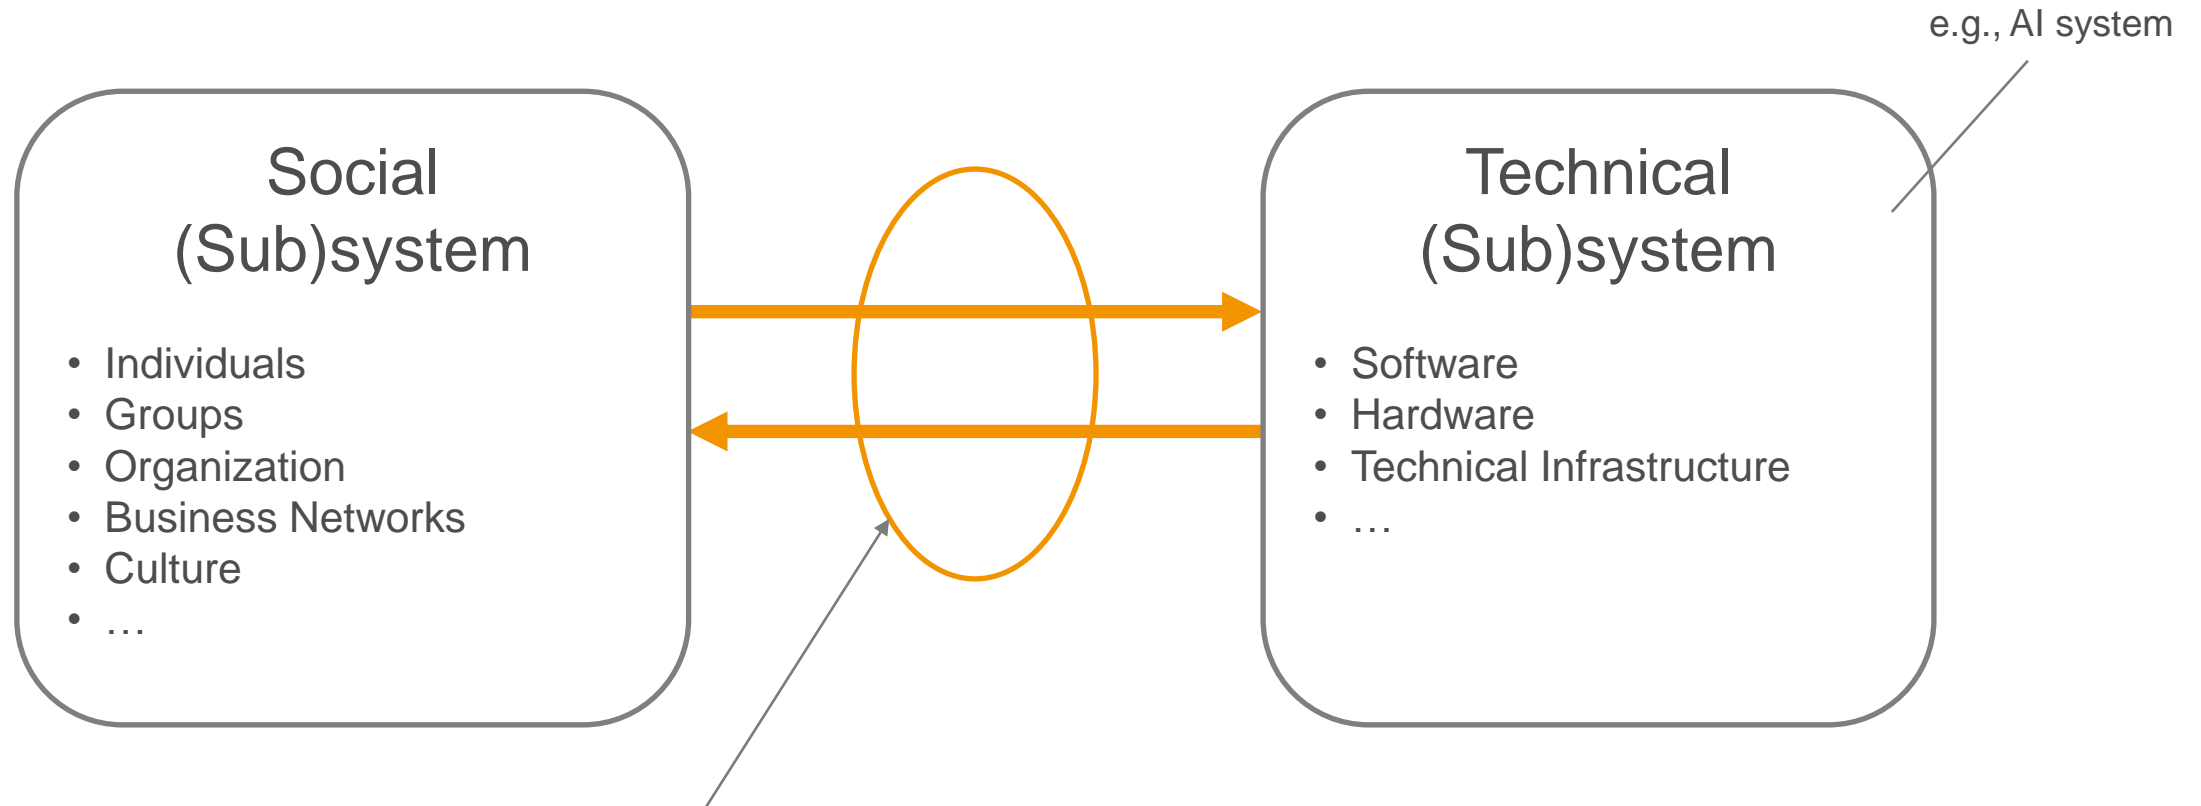 e.g., AI system
Social
(Sub)system
• Individuals
• Groups
• Organization
• Business Networks
• Culture
• …
Technical
(Sub)system
• Software
• Hardware
• Technical Infrastructure
• …